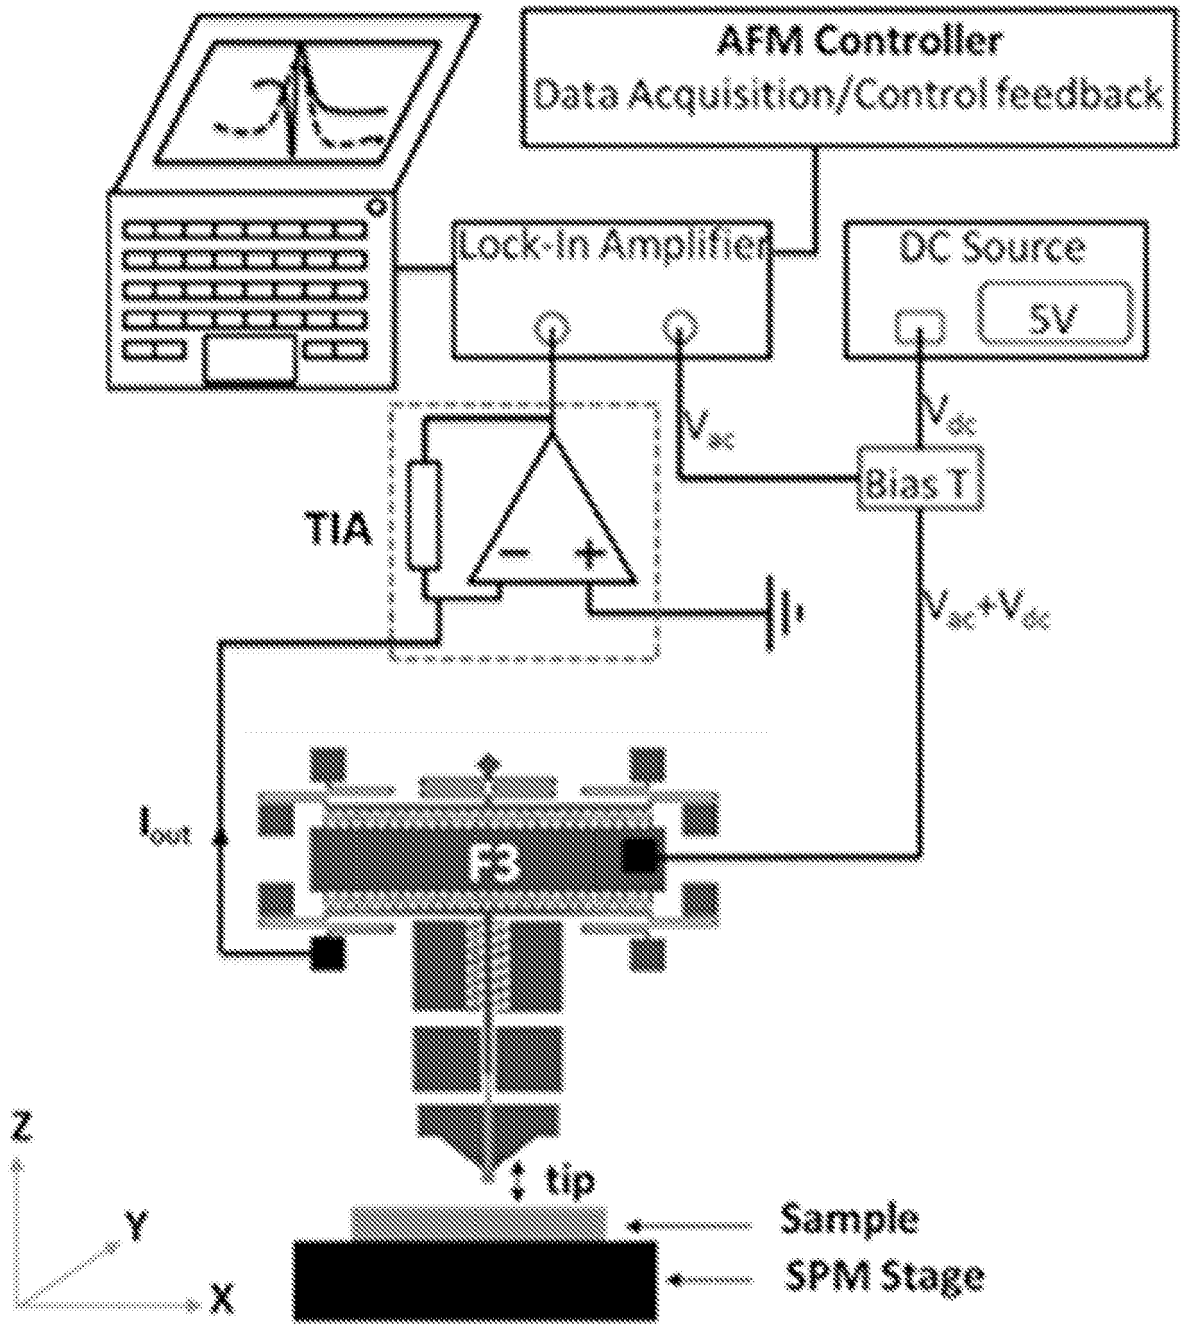 AFM Controller
Data Acquisition/Control feedback
Lock-In Amplifier
DC Source
5V
Vac
Vdc
Bias T
TIA
− +
Vac+Vdc
Iout
F3
tip
Z
Y
X
Sample
SPM Stage